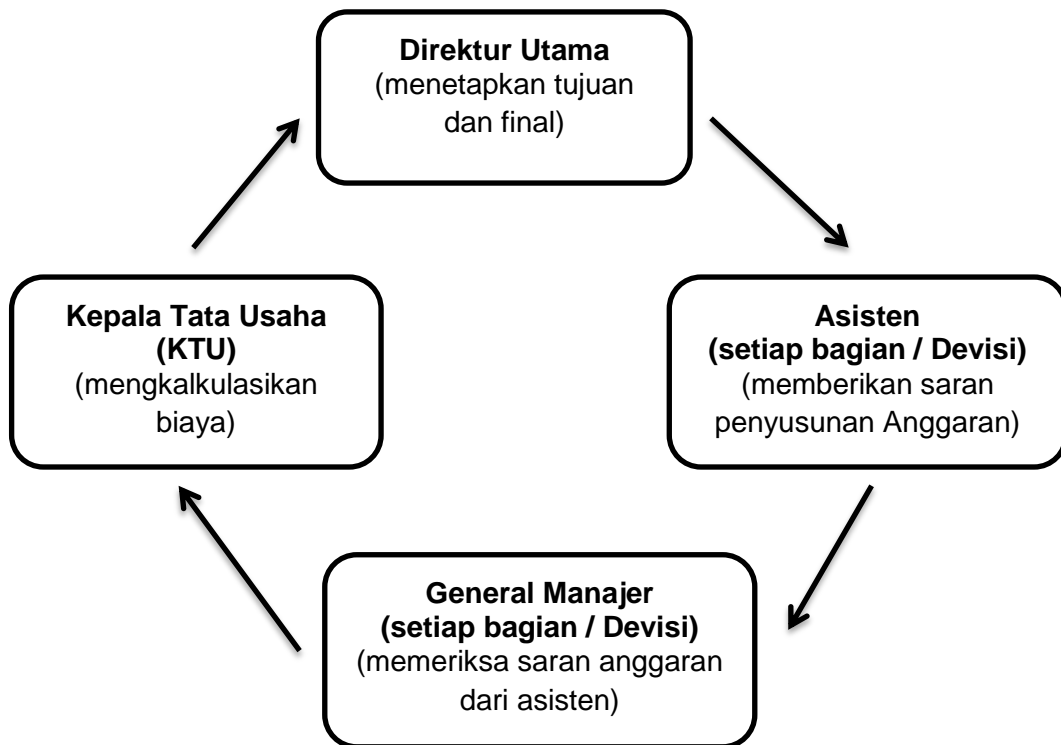 Direktur Utama
(menetapkan tujuan
dan final)
Kepala Tata Usaha
(KTU)
(mengkalkulasikan
biaya)
Asisten
(setiap bagian / Devisi)
(memberikan saran
penyusunan Anggaran)
General Manajer
(setiap bagian / Devisi)
(memeriksa saran anggaran
dari asisten)